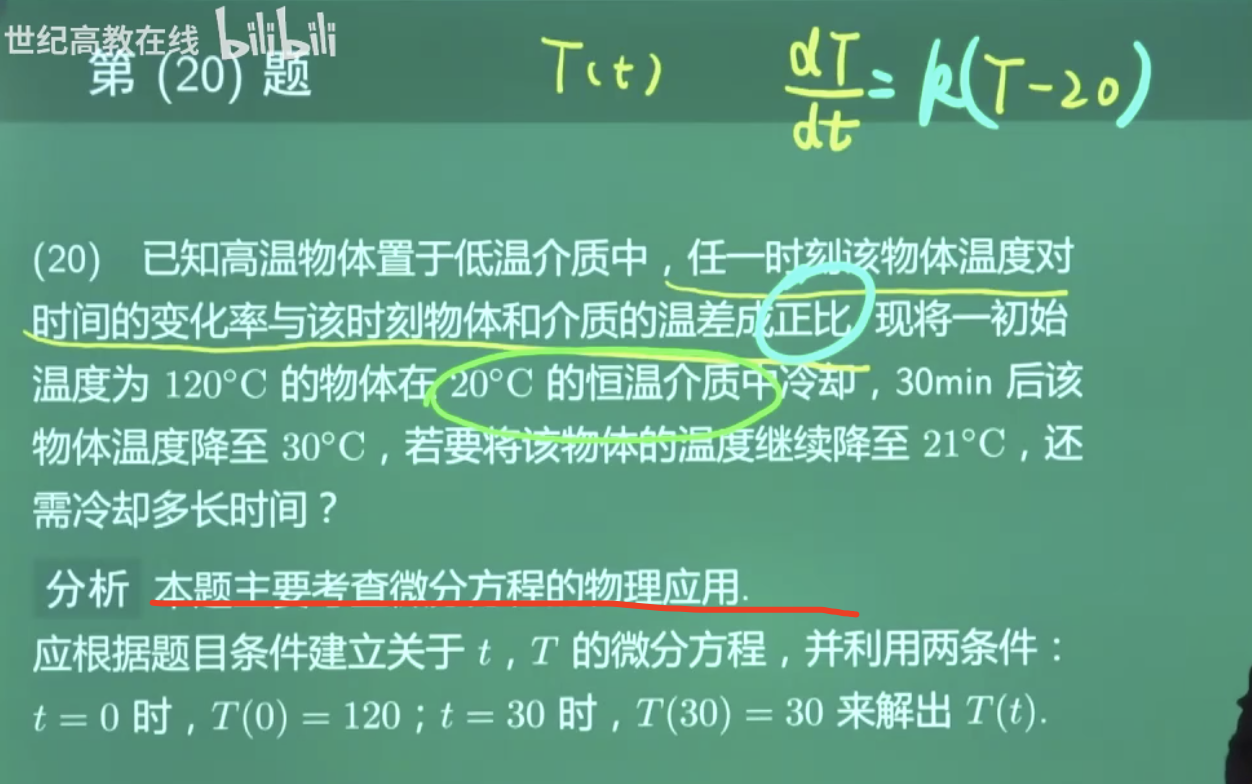 世纪高教在线 bilibili
第 (20) 题
T(t) dT/dt = k(T-20)
(20) 已知高温物体置于低温介质中，任一时刻该物体温度对
时间的变化率与该时刻物体和介质的温差成正比 现将一初始
温度为 120°C 的物体在 20°C 的恒温介质中冷却，30min 后该
物体温度降至 30°C，若要将该物体的温度继续降至 21°C，还
需冷却多长时间？
分析 本题主要考查微分方程的物理应用.
应根据题目条件建立关于 t，T 的微分方程，并利用两条件：
t = 0 时，T(0) = 120；t = 30 时，T(30) = 30 来解出 T(t).